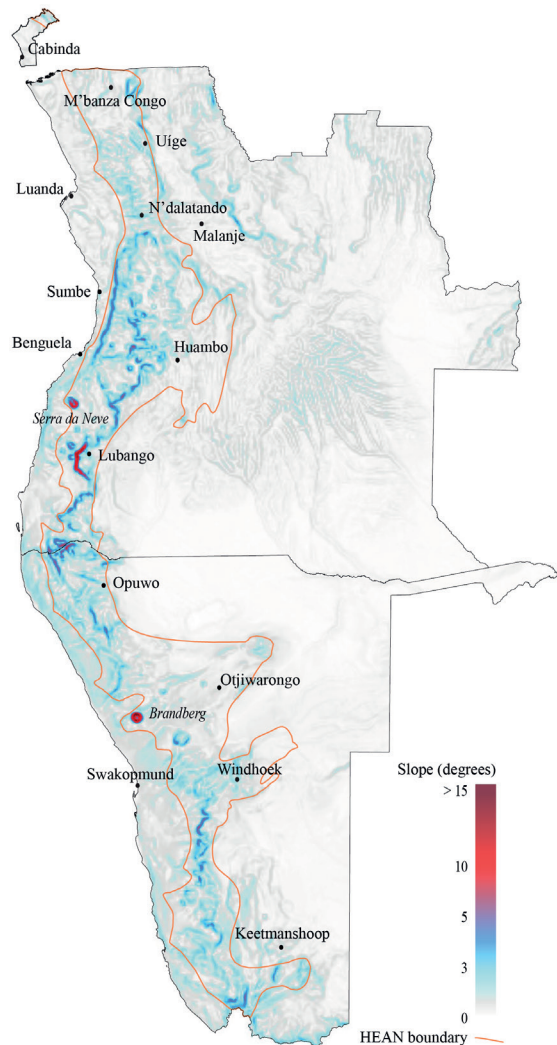 Cabinda
M'banza Congo
Uíge
Luanda
N'dalatando
Malanje
Sumbe
Benguela
Huambo
Serra da Neve
Lubango
Opuwo
Otjiwarongo
Brandberg
Swakopmund
Windhoek
Slope (degrees)
> 15
10
5
Keetmanshoop
3
0
HEAN boundary